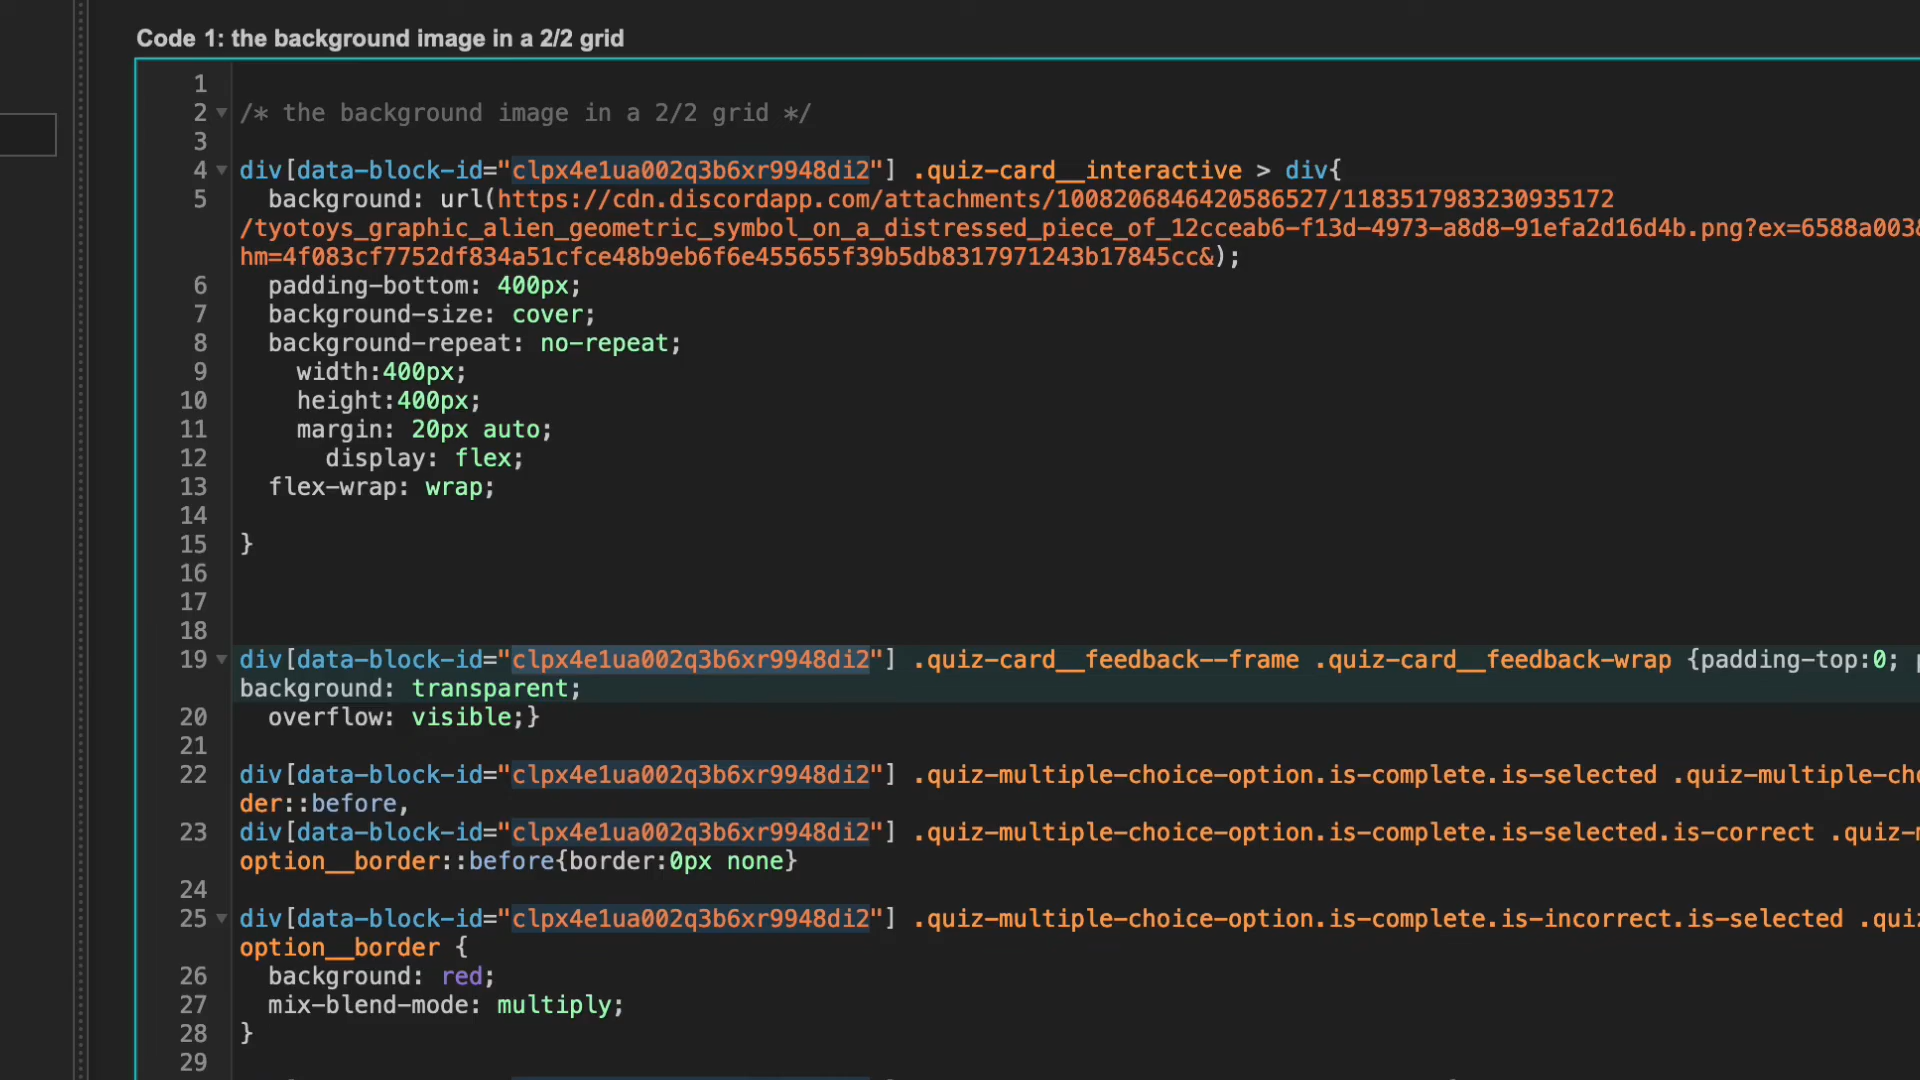 Code 1: the background image in a 2/2 grid
1
2 /* the background image in a 2/2 grid */
3
4 div[data-block-id="clpx4e1ua002q3b6xr9948di2"] .quiz-card__interactive > div{
5 background: url(https://cdn.discordapp.com/attachments/1008206846420586527/1183517983230935172
/tyotoys_graphic_alien_geometric_symbol_on_a_distressed_piece_of_12cceab6-f13d-4973-a8d8-91efa2d16d4b.png?ex=6588a003&
hm=4f083cf7752df834a51cfce48b9eb6f6e455655f39b5db8317971243b17845cc&);
6 padding-bottom: 400px;
7 background-size: cover;
8 background-repeat: no-repeat;
9 width:400px;
10 height:400px;
11 margin: 20px auto;
12 display: flex;
13 flex-wrap: wrap;
14
15 }
16
17
18
19 div[data-block-id="clpx4e1ua002q3b6xr9948di2"] .quiz-card__feedback--frame .quiz-card__feedback-wrap {padding-top:0;
background: transparent;
20 overflow: visible;}
21
22 div[data-block-id="clpx4e1ua002q3b6xr9948di2"] .quiz-multiple-choice-option.is-complete.is-selected .quiz-multiple-cho
der::before,
23 div[data-block-id="clpx4e1ua002q3b6xr9948di2"] .quiz-multiple-choice-option.is-complete.is-selected.is-correct .quiz-m
option__border::before{border:0px none}
24
25 div[data-block-id="clpx4e1ua002q3b6xr9948di2"] .quiz-multiple-choice-option.is-complete.is-incorrect.is-selected .quiz
option__border {
26 background: red;
27 mix-blend-mode: multiply;
28 }
29